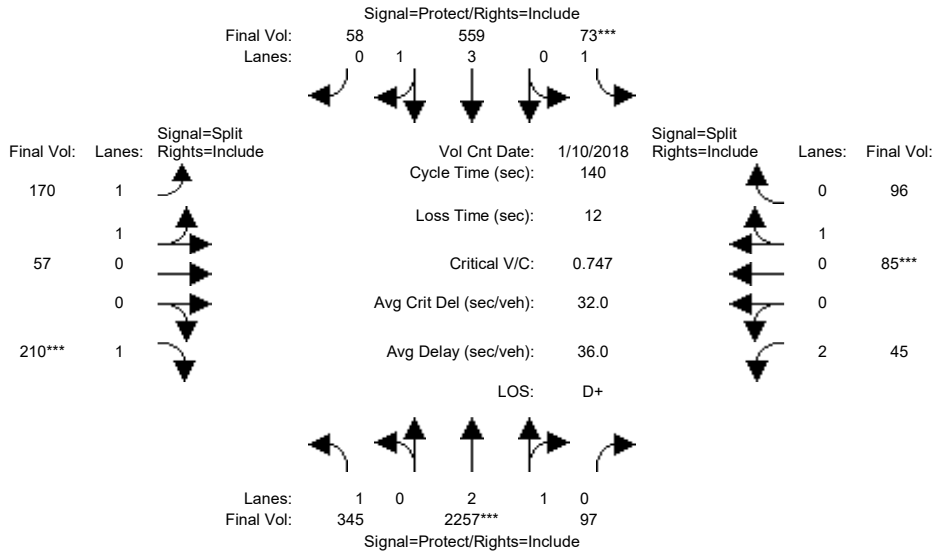 Signal=Protect/Rights=Include
Final Vol: 58 559 73***
Lanes: 0 1 3 0 1
Signal=Split
Final Vol: Lanes: Rights=Include
Vol Cnt Date: 1/10/2018
Signal=Split
Rights=Include Lanes: Final Vol:
Cycle Time (sec): 140
170 1
0 96
Loss Time (sec): 12
1
1
57 0
Critical V/C: 0.747
0 85***
0
Avg Crit Del (sec/veh): 32.0
0
210*** 1
Avg Delay (sec/veh): 36.0
2 45
LOS: D+
Lanes: 1 0 2 1 0
Final Vol: 345 2257*** 97
Signal=Protect/Rights=Include